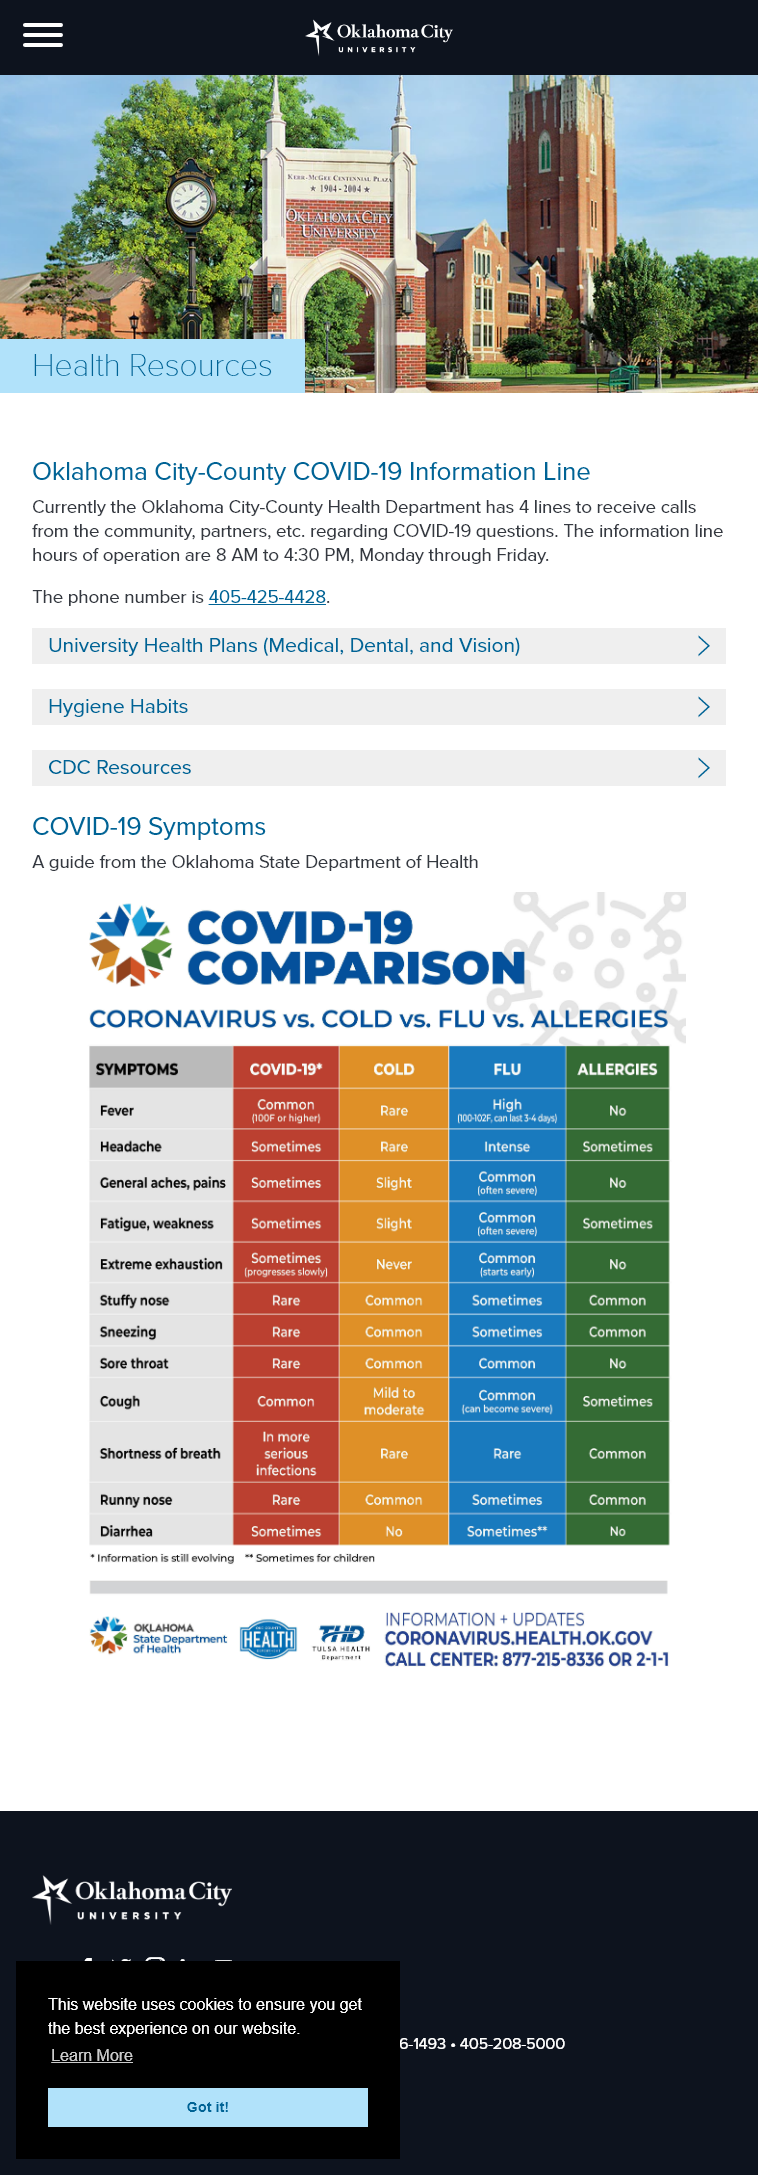 Oklahoma City
UNIVERSITY
KERR-MCGEE CENTENNIAL PLAZA
★ 1904 - 2004 ★
OKLAHOMA CITY
UNIVERSITY
Health Resources
Oklahoma City-County COVID-19 Information Line
Currently the Oklahoma City-County Health Department has 4 lines to receive calls
from the community, partners, etc. regarding COVID-19 questions. The information line
hours of operation are 8 AM to 4:30 PM, Monday through Friday.
The phone number is 405-425-4428.
University Health Plans (Medical, Dental, and Vision)
Hygiene Habits
CDC Resources
COVID-19 Symptoms
A guide from the Oklahoma State Department of Health
COVID-19
COMPARISON
CORONAVIRUS vs. COLD vs. FLU vs. ALLERGIES
SYMPTOMS COVID-19* COLD FLU ALLERGIES
Fever Common (100F or higher) Rare High (100-102F, can last 3-4 days) No
Headache Sometimes Rare Intense Sometimes
General aches, pains Sometimes Slight Common (often severe) No
Fatigue, weakness Sometimes Slight Common (often severe) Sometimes
Extreme exhaustion Sometimes (progresses slowly) Never Common (starts early) No
Stuffy nose Rare Common Sometimes Common
Sneezing Rare Common Sometimes Common
Sore throat Rare Common Common No
Cough Common Mild to moderate Common (can become severe) Sometimes
Shortness of breath In more serious infections Rare Rare Common
Runny nose Rare Common Sometimes Common
Diarrhea Sometimes No Sometimes** No
* Information is still evolving ** Sometimes for children
OKLAHOMA
State Department
of Health
HEALTH
THD
TULSA HEALTH
Department
INFORMATION + UPDATES
CORONAVIRUS.HEALTH.OK.GOV
CALL CENTER: 877-215-8336 OR 2-1-1
Oklahoma City
UNIVERSITY
6-1493 • 405-208-5000
This website uses cookies to ensure you get
the best experience on our website.
Learn More
Got it!